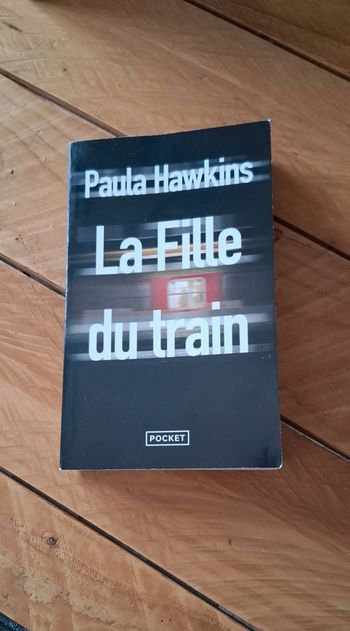 Paula Hawkins
La Fille
du train
POCKET